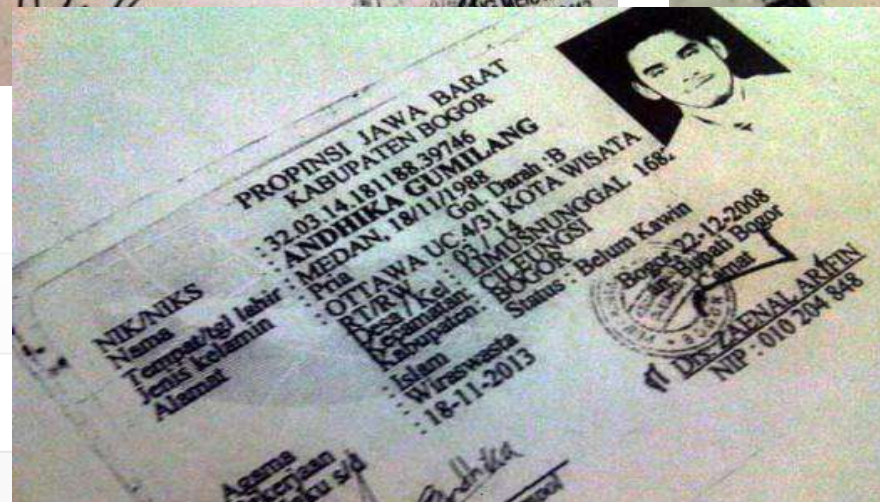 PROPINSI JAWA BARAT
KABUPATEN BOGOR
NIK/NIKS : 32.03.14.181188.39746
Nama : ANDHIKA GUMILANG
Tempat/tgl lahir : MEDAN, 18/11/1988
Jenis kelamin : Pria Gol. Darah :B
Alamat : OTTAWA UC 4/31 KOTA WISATA
RT/RW : 03 / 14
Desa / Kel : LIMUSNUNGGAL 168
Kecamatan : CILEUNGSI
Kabupaten : BOGOR
Status : Belum Kawin
Agama : Islam
Wiraswasta
s/d : 18-11-2013
Bogor, 22-12-2008
Bupati Bogor
Camat
Drs. ZAENAL ARIFIN
NIP : 010 204 848